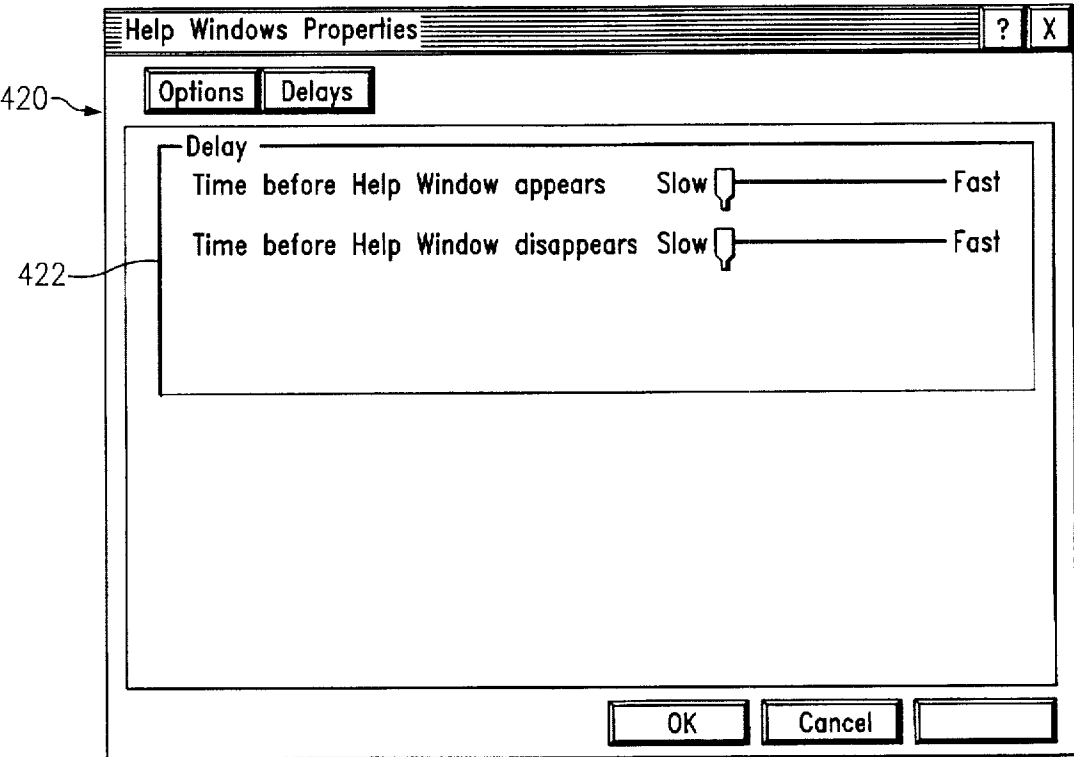 Help Windows Properties ? X
420
Options Delays
Delay
Time before Help Window appears Slow Fast
Time before Help Window disappears Slow Fast
422
OK Cancel